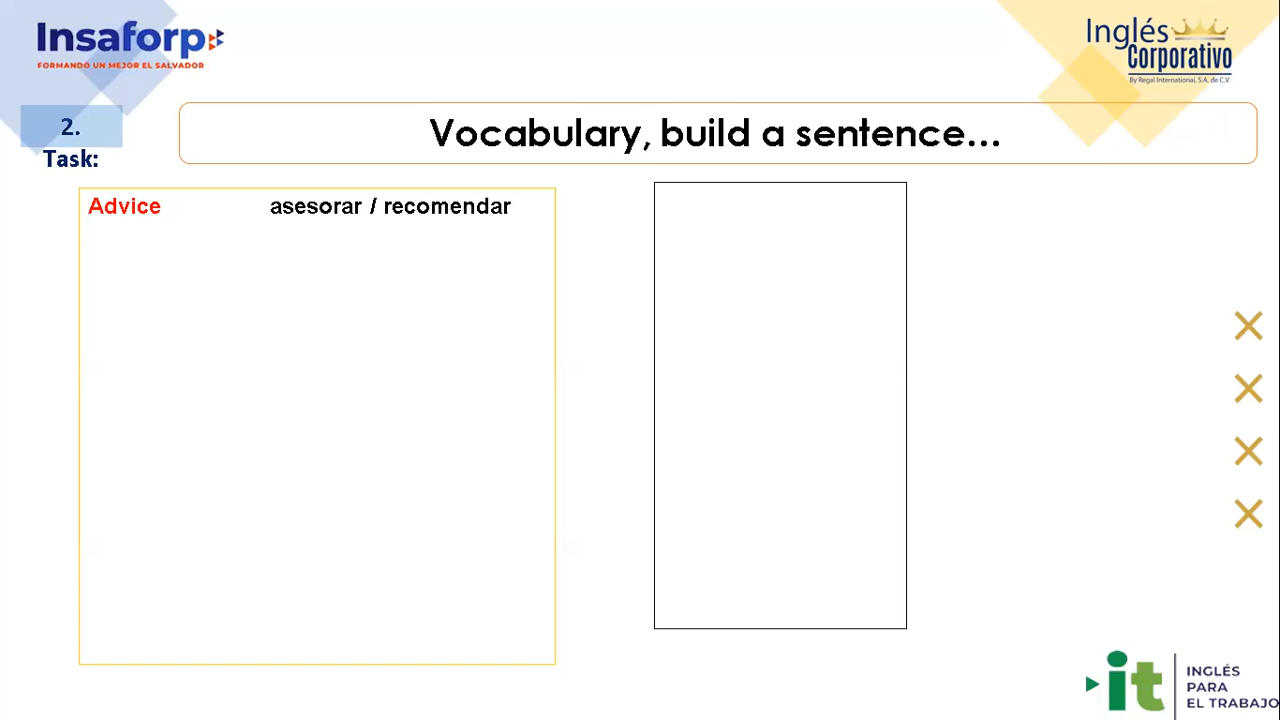 Insaforp
FORMANDO UN MEJOR EL SALVADOR
Inglés
Corporativo
By Regal International, S.A. de C.V.
2.
Task:
Vocabulary, build a sentence...
Advice asesorar / recomendar
it
INGLÉS
PARA
EL TRABAJO